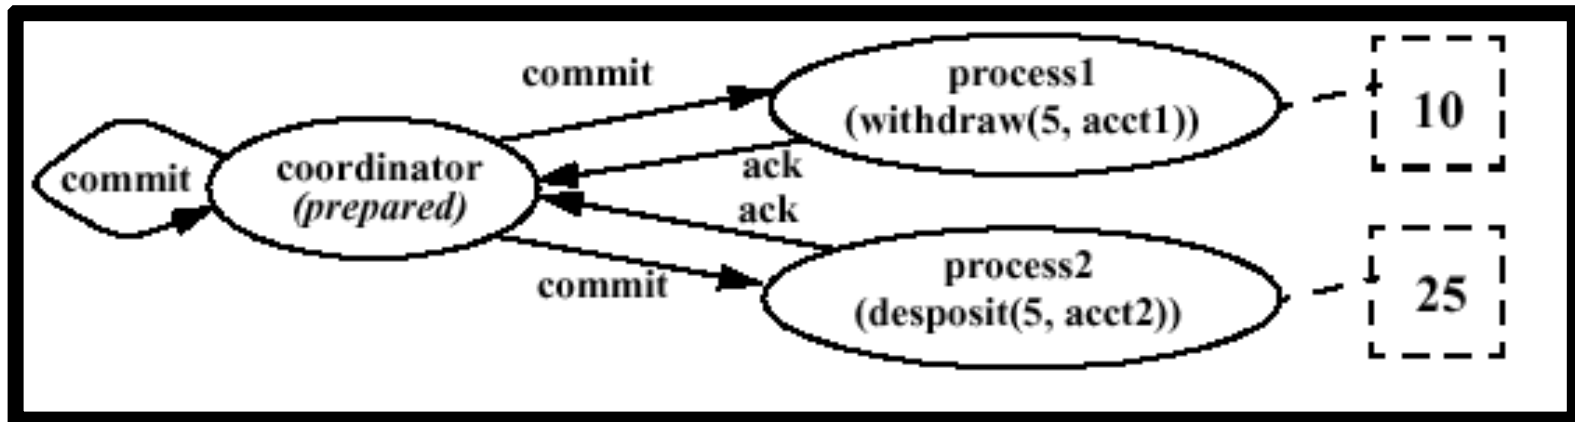 commit
process1
(withdraw(5, acct1))
10
commit
coordinator
(prepared)
ack
ack
commit
process2
(desposit(5, acct2))
25